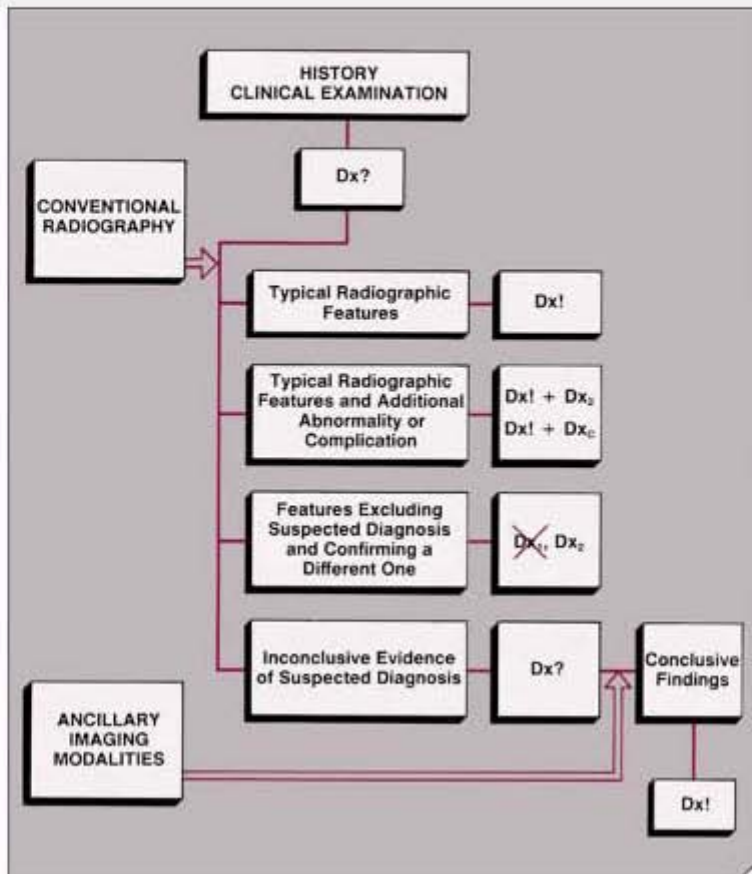 HISTORY
CLINICAL EXAMINATION
Dx?
CONVENTIONAL
RADIOGRAPHY
Typical Radiographic
Features
Dx!
Typical Radiographic
Features and Additional
Abnormality or
Complication
Dx! + Dx₂
Dx! + Dx꜀
Features Excluding
Suspected Diagnosis
and Confirming a
Different One
Dx₁, Dx₂
Inconclusive Evidence
of Suspected Diagnosis
Dx?
Conclusive
Findings
ANCILLARY
IMAGING
MODALITIES
Dx!